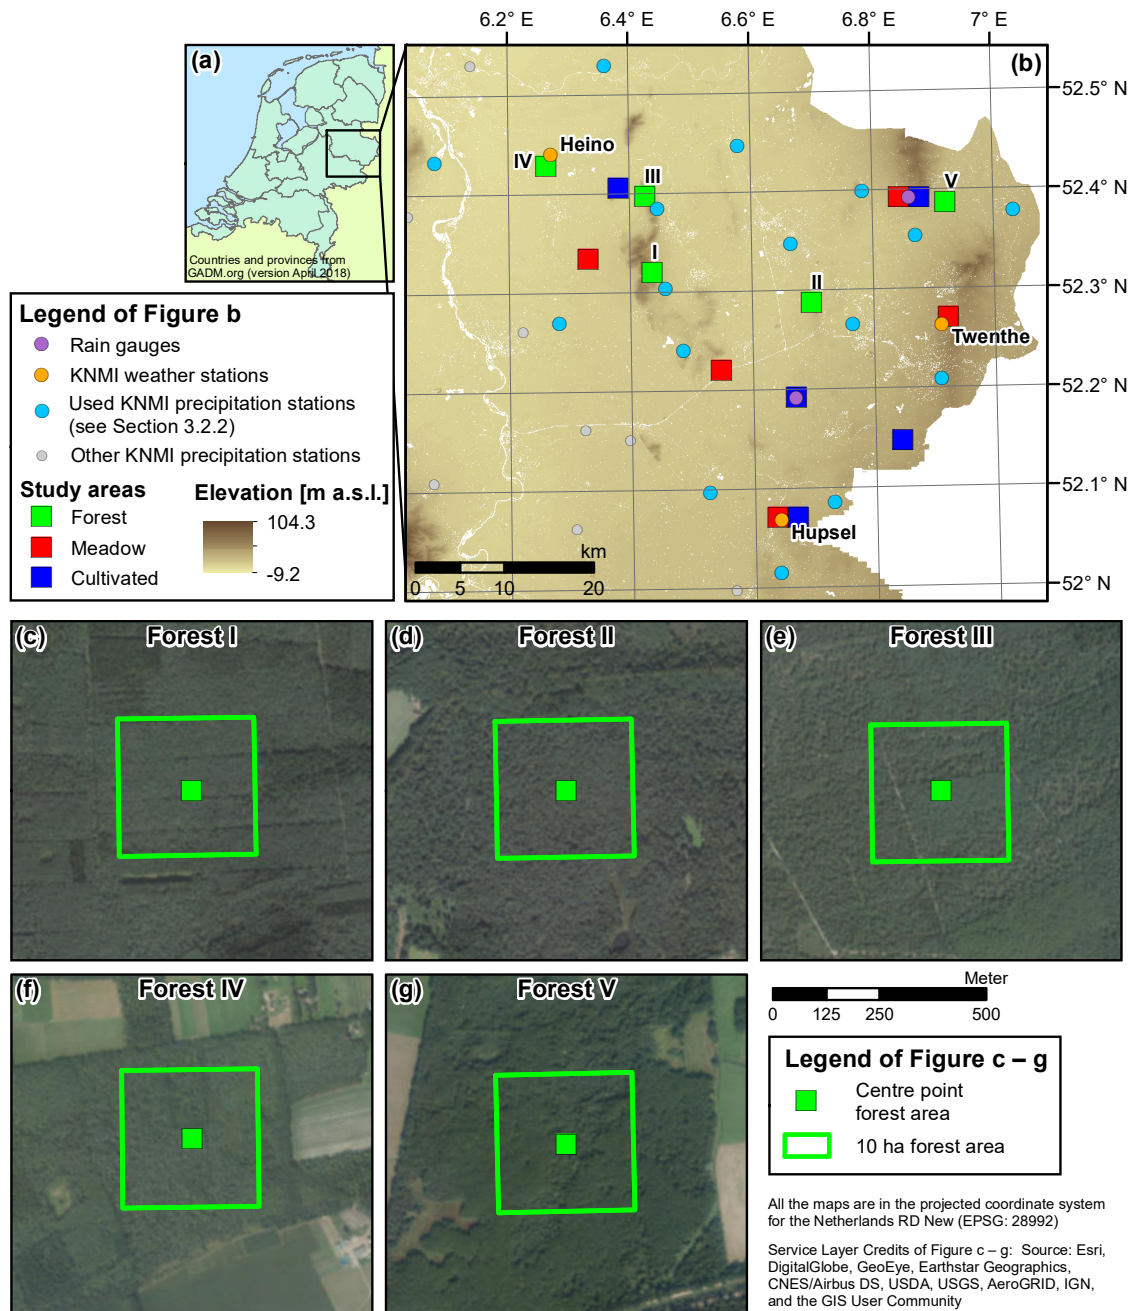 6.2° E 6.4° E 6.6° E 6.8° E 7° E
(a)
Countries and provinces from
GADM.org (version April 2018)
(b)
52.5° N
52.4° N
52.3° N
52.2° N
52.1° N
52° N
Heino
IV
III
V
I
II
Twenthe
Hupsel
km
0 5 10 20
Legend of Figure b
Rain gauges
KNMI weather stations
Used KNMI precipitation stations
(see Section 3.2.2)
Other KNMI precipitation stations
Study areas
Forest
Meadow
Cultivated
Elevation [m a.s.l.]
104.3
-9.2
(c) Forest I
(d) Forest II
(e) Forest III
(f) Forest IV
(g) Forest V
Meter
0 125 250 500
Legend of Figure c – g
Centre point
forest area
10 ha forest area
All the maps are in the projected coordinate system
for the Netherlands RD New (EPSG: 28992)
Service Layer Credits of Figure c – g: Source: Esri,
DigitalGlobe, GeoEye, Earthstar Geographics,
CNES/Airbus DS, USDA, USGS, AeroGRID, IGN,
and the GIS User Community